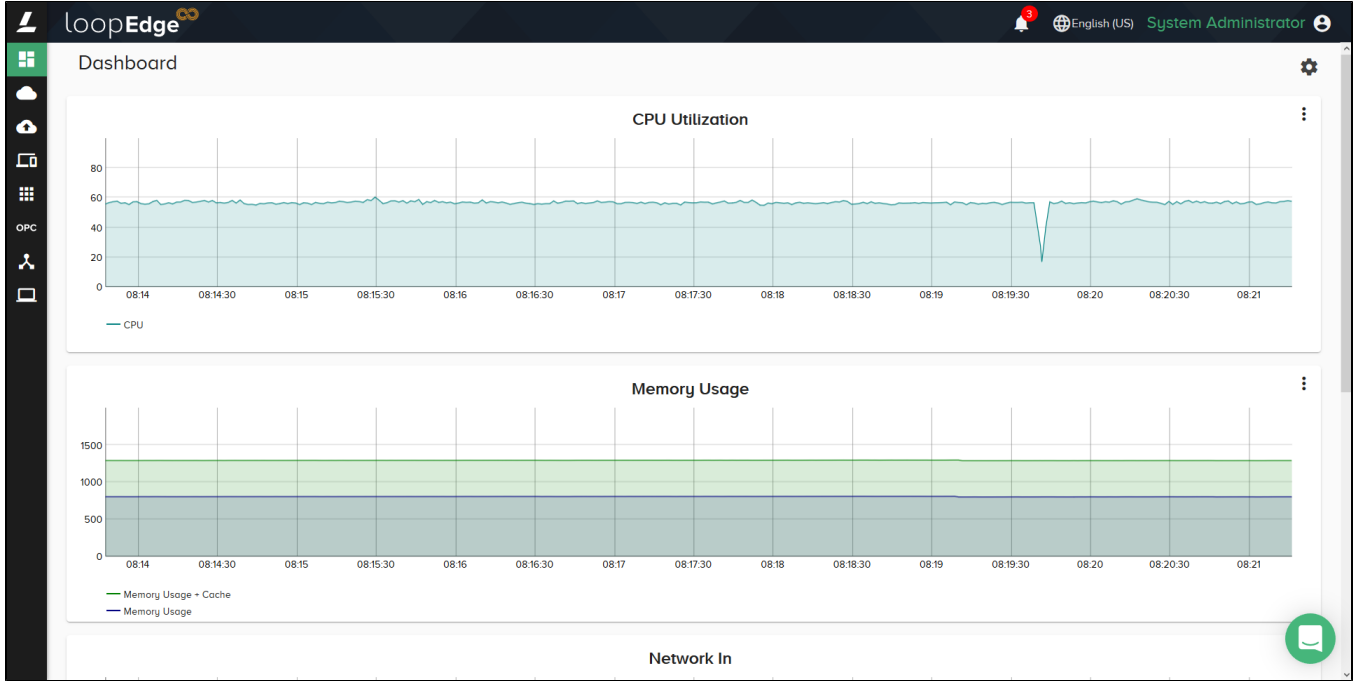 loopEdge
3
English (US)
System Administrator
Dashboard
OPC
CPU Utilization
80
60
40
20
0
08:14 08:14:30 08:15 08:15:30 08:16 08:16:30 08:17 08:17:30 08:18 08:18:30 08:19 08:19:30 08:20 08:20:30 08:21
CPU
Memory Usage
1500
1000
500
0
08:14 08:14:30 08:15 08:15:30 08:16 08:16:30 08:17 08:17:30 08:18 08:18:30 08:19 08:19:30 08:20 08:20:30 08:21
Memory Usage + Cache
Memory Usage
Network In